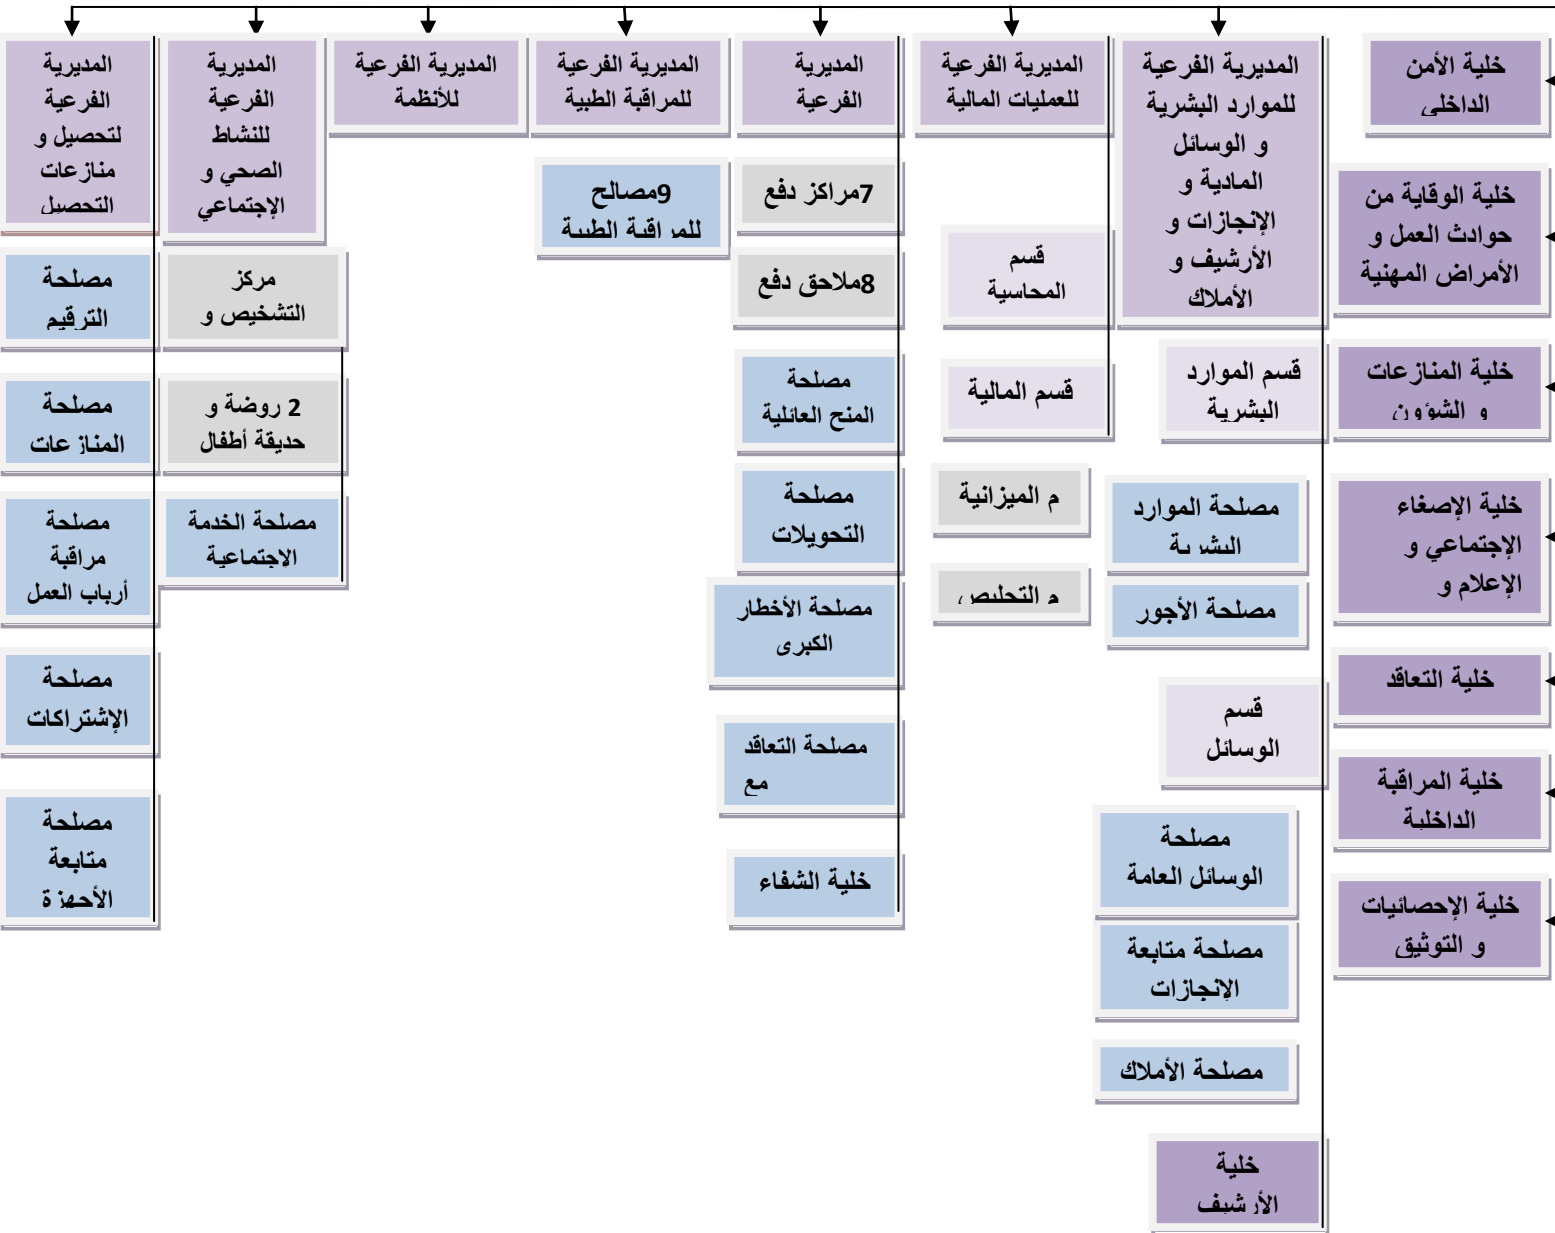 خلية الأمن
الداخلي
خلية الوقاية من
حوادث العمل و
الأمراض المهنية
خلية المنازعات
و الشؤون
خلية الإصغاء
الإجتماعي و
الإعلام و
خلية التعاقد
خلية المراقبة
الداخلية
خلية الإحصائيات
و التوثيق
المديرية الفرعية
للموارد البشرية
و الوسائل
المادية و
الإنجازات و
الأرشيف و
الأملاك
قسم الموارد
البشرية
مصلحة الموارد
البشرية
مصلحة الأجور
قسم
الوسائل
مصلحة
الوسائل العامة
مصلحة متابعة
الإنجازات
مصلحة الأملاك
خلية
الأرشيف
المديرية الفرعية
للعمليات المالية
قسم
المحاسبة
قسم المالية
م الميزانية
م التخليص
المديرية
الفرعية
7مراكز دفع
8ملاحق دفع
مصلحة
المنح العائلية
مصلحة
التحويلات
مصلحة الأخطار
الكبرى
مصلحة التعاقد
مع
خلية الشفاء
المديرية الفرعية
للمراقبة الطبية
9مصالح
للمراقبة الطبية
المديرية الفرعية
للأنظمة
المديرية
الفرعية
للنشاط
الصحي و
الإجتماعي
مركز
التشخيص و
2 روضة و
حديقة أطفال
مصلحة الخدمة
الاجتماعية
المديرية
الفرعية
لتحصيل و
منازعات
التحصيل
مصلحة
الترقيم
مصلحة
المنازعات
مصلحة
مراقبة
أرباب العمل
مصلحة
الإشتراكات
مصلحة
متابعة
الأجهزة